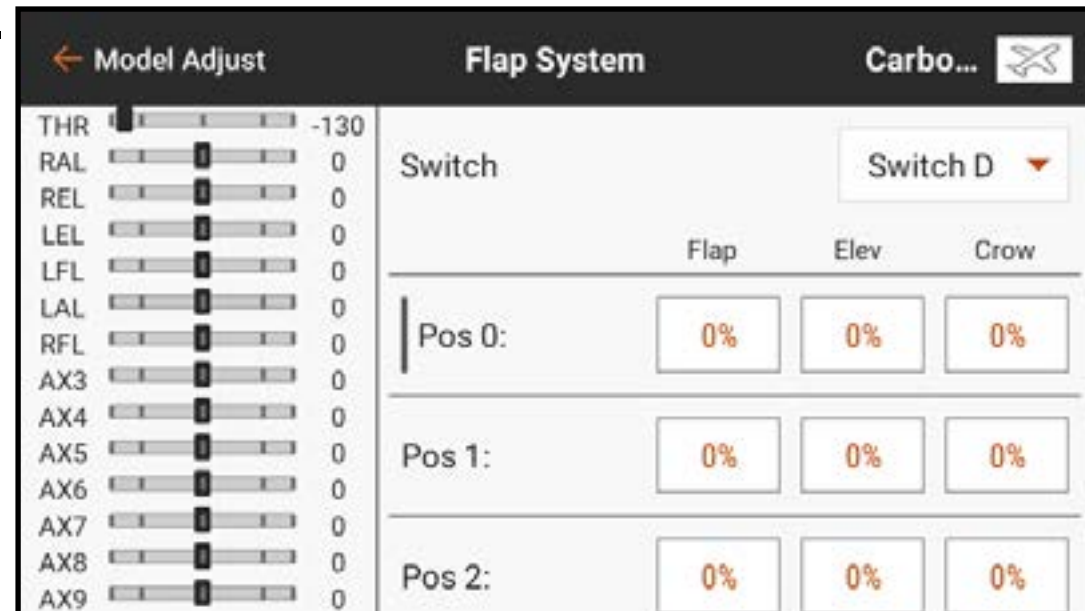 ← Model Adjust Flap System Carbo...
THR -130
RAL 0
REL 0
LEL 0
LFL 0
LAL 0
RFL 0
AX3 0
AX4 0
AX5 0
AX6 0
AX7 0
AX8 0
AX9 0
Switch Switch D
Flap Elev Crow
Pos 0: 0% 0% 0%
Pos 1: 0% 0% 0%
Pos 2: 0% 0% 0%